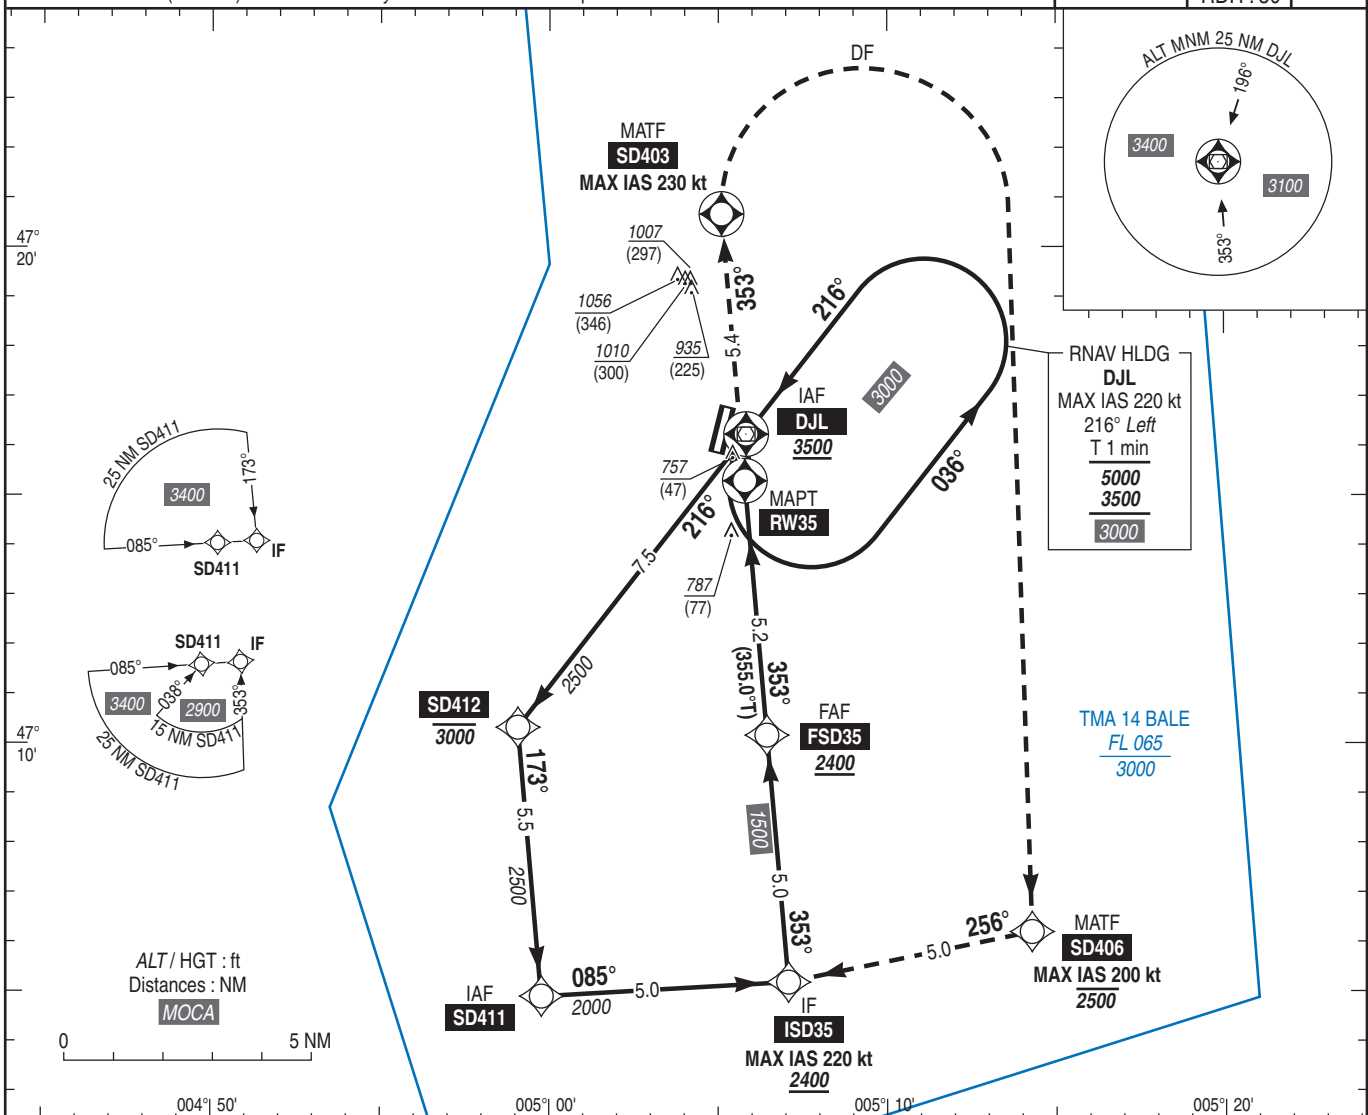 DF
MATF
SD403
MAX IAS 230 kt
ALT MNM 25 NM DJL
196°
3400
3100
353°
47°
20'
1007
(297)
1056
(346)
1010
(300)
935
(225)
353°
5.4
216°
3000
IAF
DJL
3500
RNAV HLDG
DJL
MAX IAS 220 kt
216° Left
T 1 min
5000
3500
3000
036°
757
(47)
MAPT
RW35
216°
7.5
2500
787
(77)
25 NM SD411
173°
3400
085°
SD411
IF
SD411
IF
085°
3400
038°
2900
353°
15 NM SD411
25 NM SD411
5.2
(355.0°T)
353°
SD412
3000
FAF
FSD35
2400
TMA 14 BALE
FL 065
3000
47°
10'
173°
5.5
2500
1500
5.0
353°
256°
5.0
MATF
SD406
MAX IAS 200 kt
2500
ALT / HGT : ft
Distances : NM
MOCA
0
5 NM
IAF
SD411
085°
5.0
2000
IF
ISD35
MAX IAS 220 kt
2400
004° 50'
005° 00'
005° 10'
005° 20'